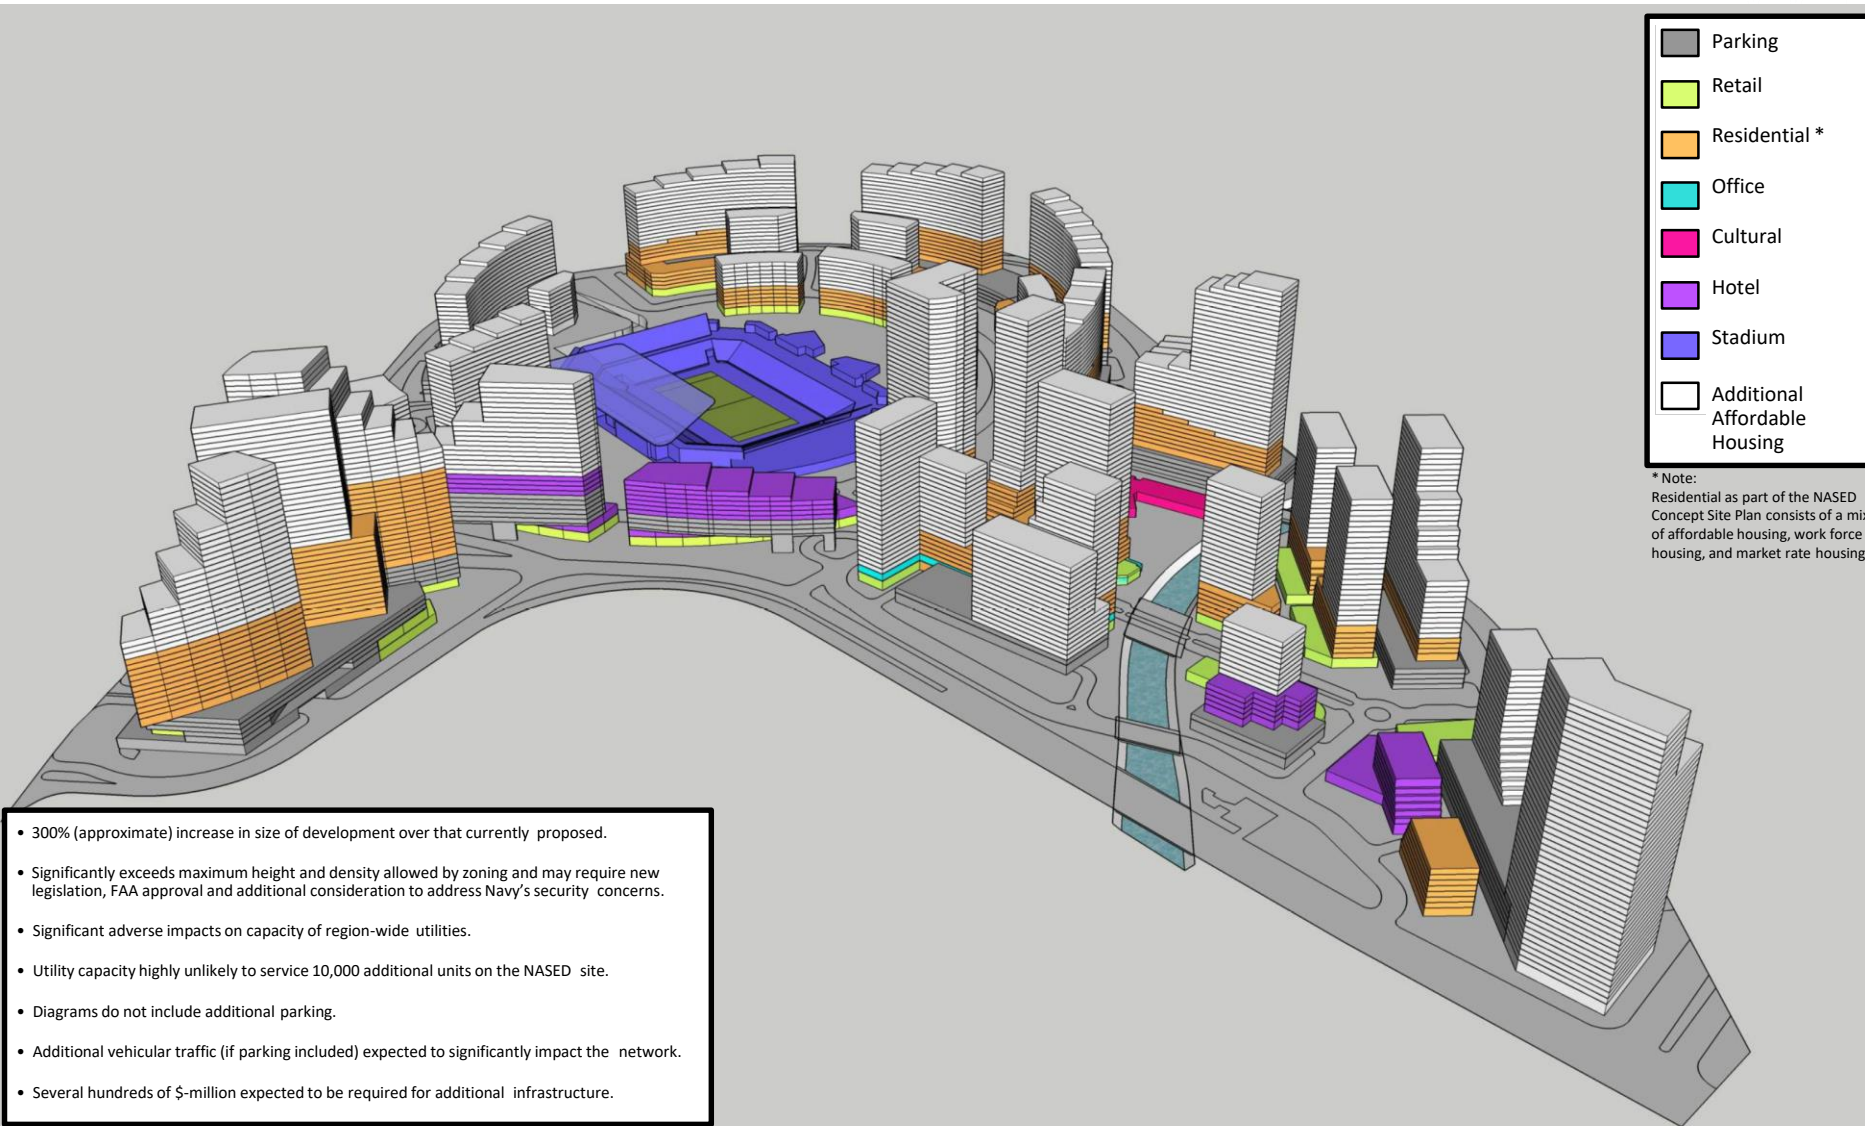 Parking
Retail
Residential *
Office
Cultural
Hotel
Stadium
Additional
Affordable
Housing
* Note:
Residential as part of the NASED
Concept Site Plan consists of a mix
of affordable housing, work force
housing, and market rate housing
• 300% (approximate) increase in size of development over that currently proposed.
• Significantly exceeds maximum height and density allowed by zoning and may require new
legislation, FAA approval and additional consideration to address Navy's security concerns.
• Significant adverse impacts on capacity of region-wide utilities.
• Utility capacity highly unlikely to service 10,000 additional units on the NASED site.
• Diagrams do not include additional parking.
• Additional vehicular traffic (if parking included) expected to significantly impact the network.
• Several hundreds of $-million expected to be required for additional infrastructure.